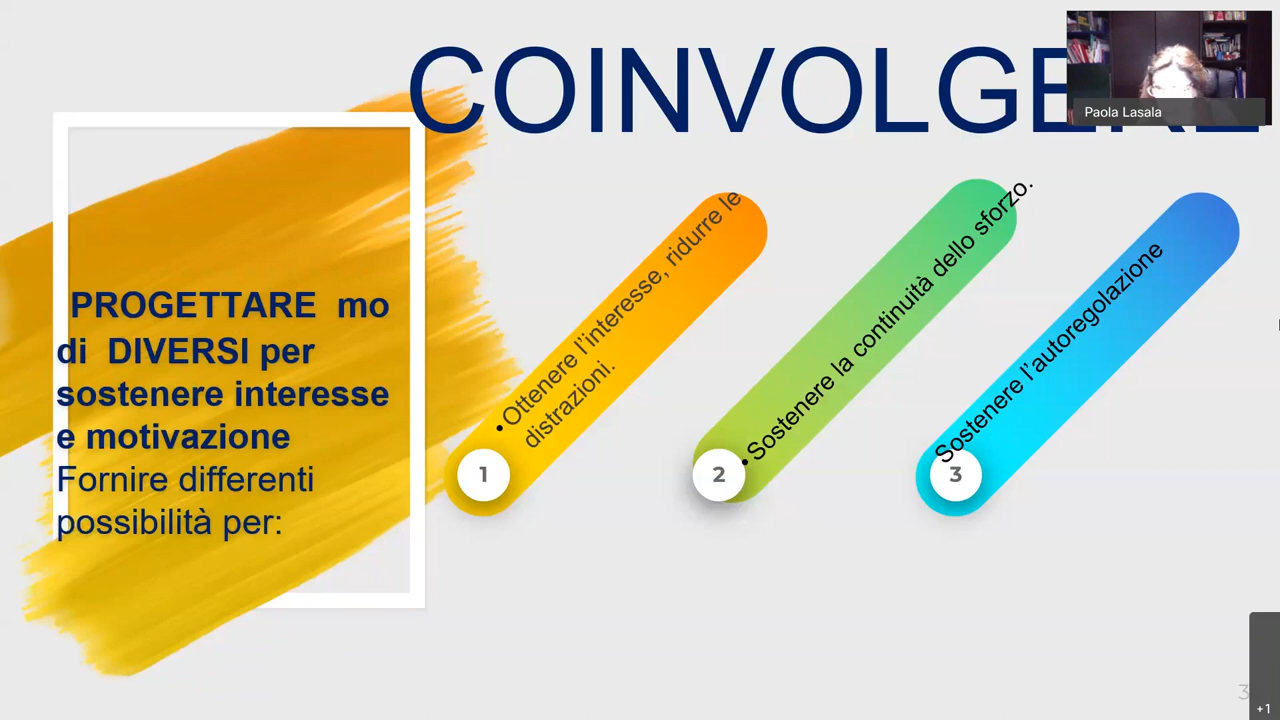 COINVOLGERE
Paola Lasala
PROGETTARE mo
di DIVERSI per
sostenere interesse
e motivazione
Fornire differenti
possibilità per:
•Ottenere l’interesse, ridurre le
distrazioni.
1
•Sostenere la continuità dello sforzo.
2
Sostenere l’autoregolazione
3
+1